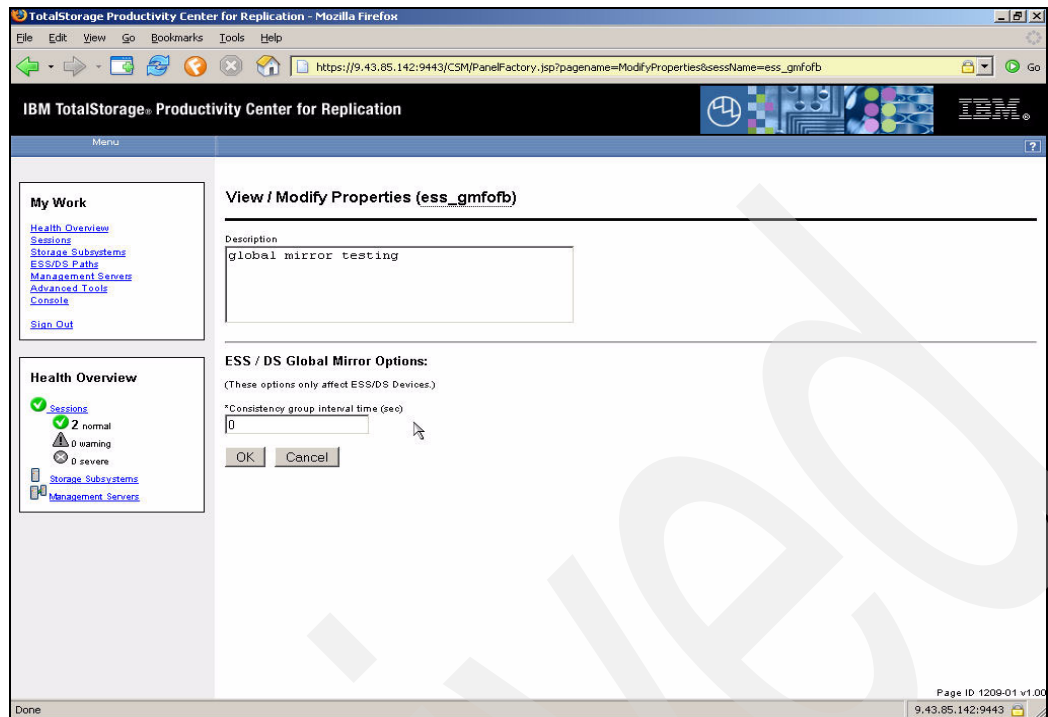 TotalStorage Productivity Center for Replication - Mozilla Firefox
File Edit View Go Bookmarks Tools Help
https://9.43.85.142:9443/CSM/PanelFactory.jsp?pagename=ModifyProperties&sessName=ess_gmfofb
Go
IBM TotalStorage® Productivity Center for Replication
IBM®
Menu
?
My Work
Health Overview
Sessions
Storage Subsystems
ESS/DS Paths
Management Servers
Advanced Tools
Console
Sign Out
Health Overview
Sessions
2 normal
0 warning
0 severe
Storage Subsystems
Management Servers
View / Modify Properties (ess_gmfofb)
Description
global mirror testing
ESS / DS Global Mirror Options:
(These options only affect ESS/DS Devices.)
*Consistency group interval time (sec)
0
OK Cancel
Page ID 1209-01 v1.00
Done
9.43.85.142:9443